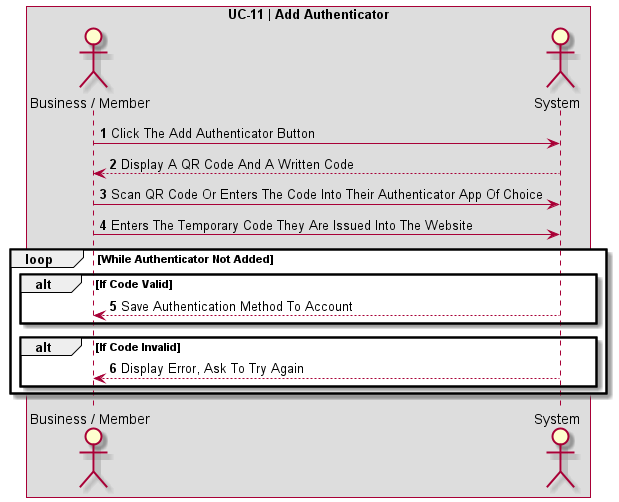 UC-11 | Add Authenticator
Business / Member
System
1 Click The Add Authenticator Button
2 Display A QR Code And A Written Code
3 Scan QR Code Or Enters The Code Into Their Authenticator App Of Choice
4 Enters The Temporary Code They Are Issued Into The Website
loop [While Authenticator Not Added]
alt [If Code Valid]
5 Save Authentication Method To Account
alt [If Code Invalid]
6 Display Error, Ask To Try Again
Business / Member
System